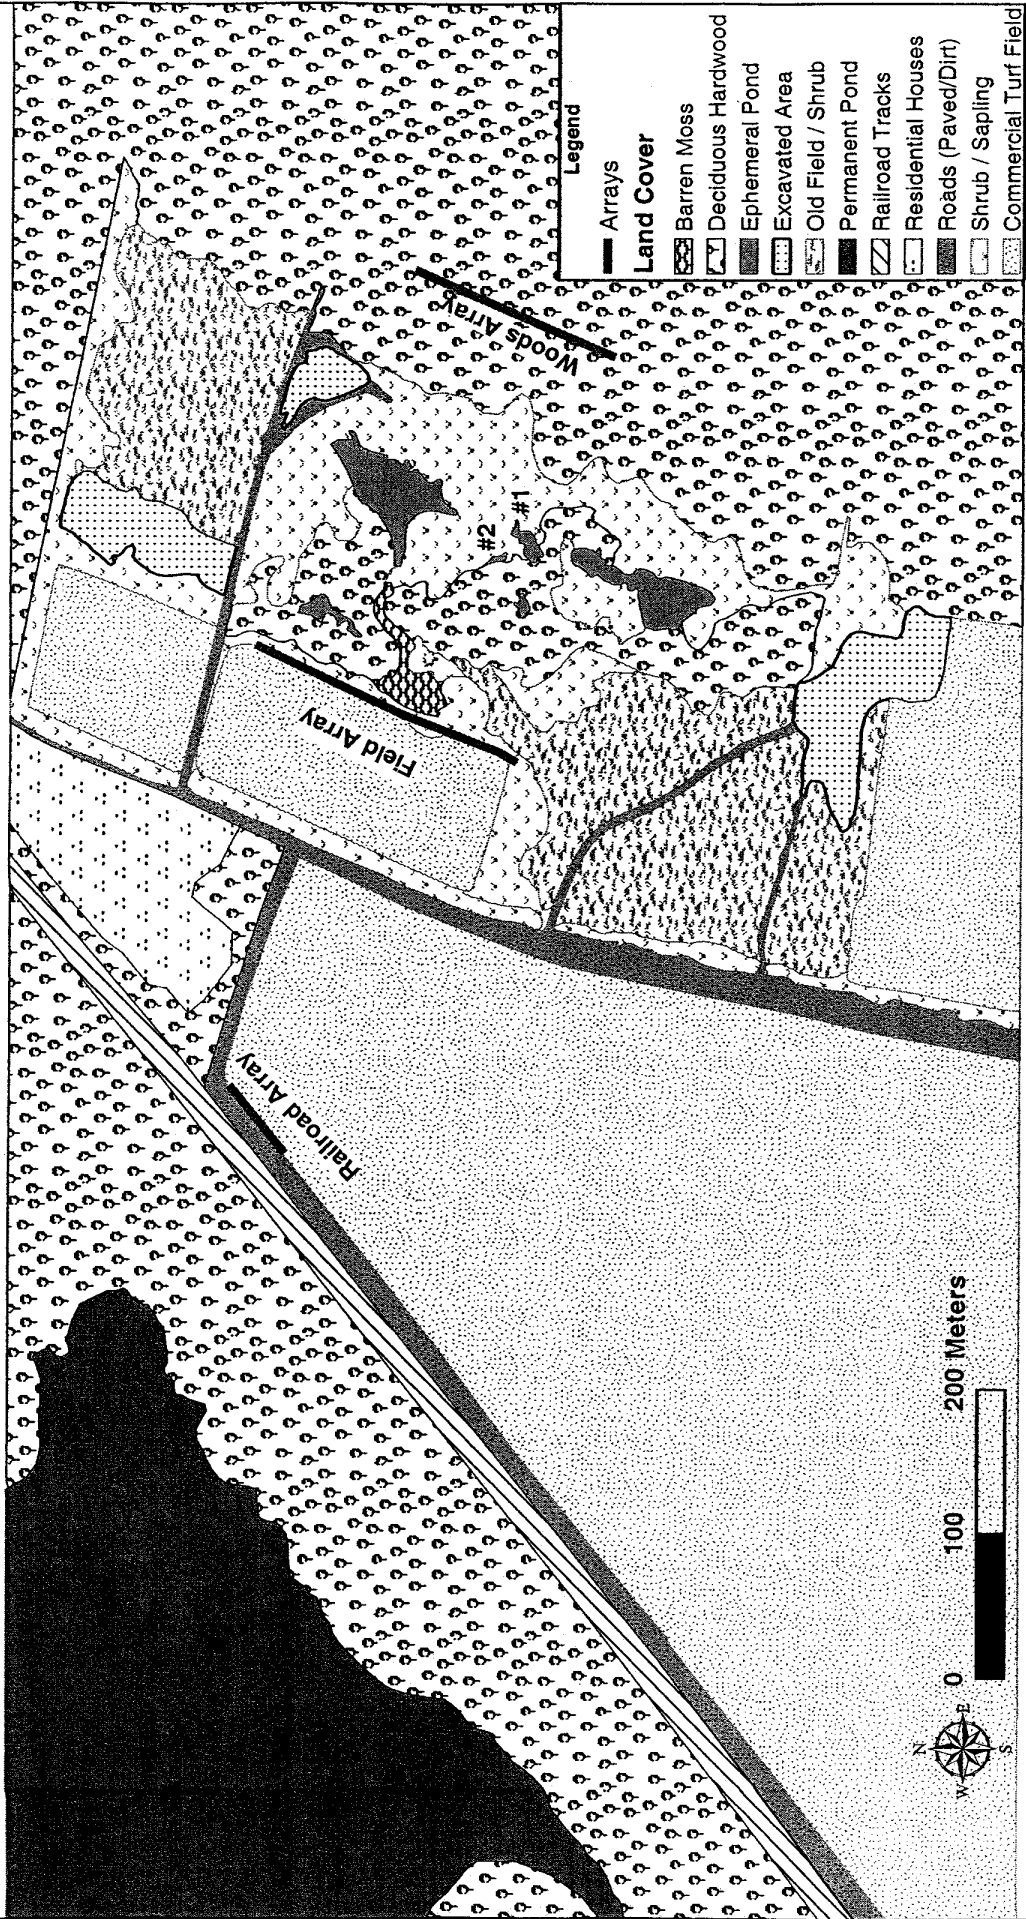 Legend
Arrays
Land Cover
Barren Moss
Deciduous Hardwood
Ephemeral Pond
Excavated Area
Old Field / Shrub
Permanent Pond
Railroad Tracks
Residential Houses
Roads (Paved/Dirt)
Shrub / Sapling
Commercial Turf Field
Woods Array
Field Array
Railroad Array
#2
#1
0 100 200 Meters
N
W E
S